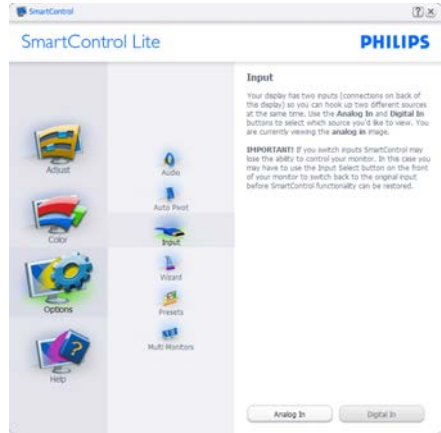 SmartControl
SmartControl Lite
PHILIPS
Adjust
Color
Options
Help
Audio
Auto Pivot
Input
Wizard
Presets
Multi Monitors
Input
Your display has two inputs (connections on back of
this display) so you can hook up two different sources
at the same time. Use the Analog In and Digital In
buttons to select which source you'd like to view. You
are currently viewing the analog in image.
IMPORTANT! If you switch inputs SmartControl may
lose the ability to control your monitor. In this case you
may have to use the Input Select button on the front
of your monitor to switch back to the original input
before SmartControl functionality can be restored.
Analog In
Digital In